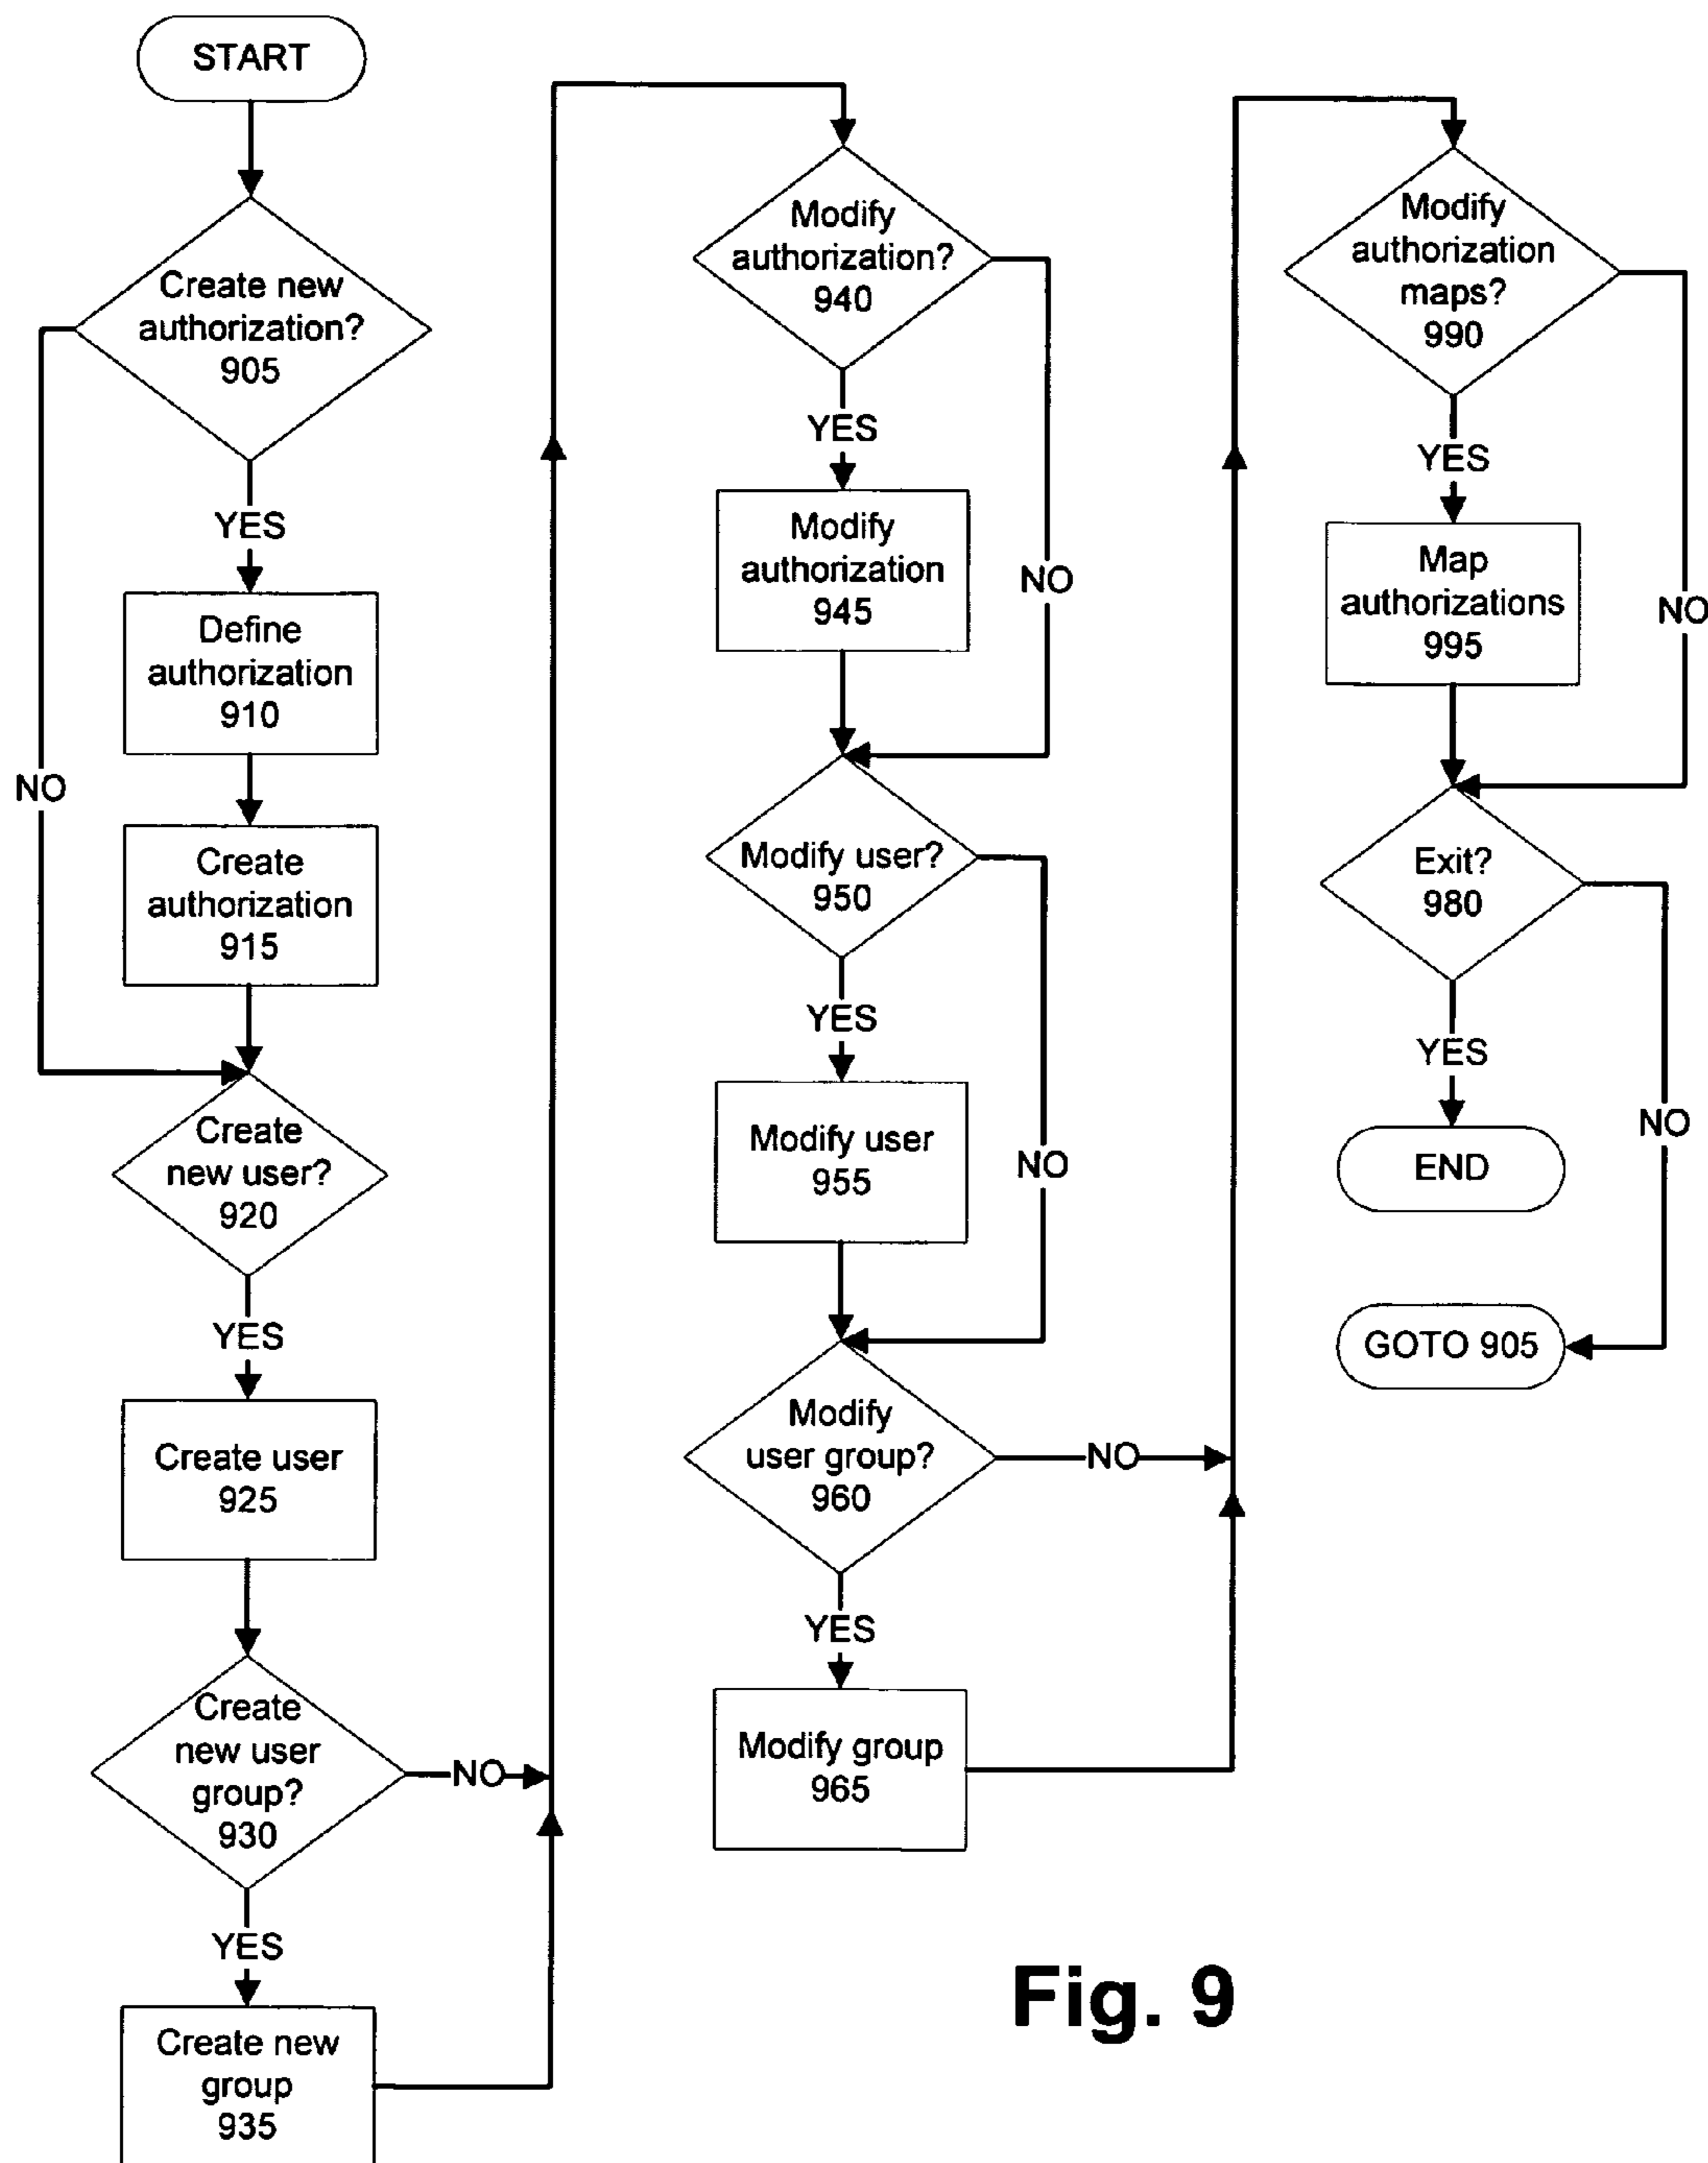 START
Create new
authorization?
905
YES
NO
Define
authorization
910
Create
authorization
915
Create
new user?
920
YES
Create user
925
Create
new user
group?
930
NO
YES
Create new
group
935
Modify
authorization?
940
YES
NO
Modify
authorization
945
Modify user?
950
YES
NO
Modify user
955
Modify
user group?
960
NO
YES
Modify group
965
Modify
authorization
maps?
990
YES
NO
Map
authorizations
995
Exit?
980
YES
NO
END
GOTO 905
Fig. 9